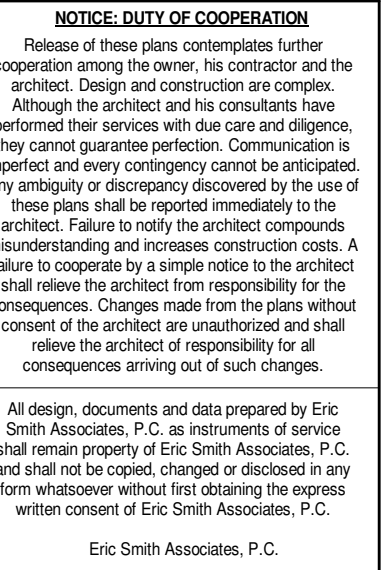 NOTICE: DUTY OF COOPERATION
Release of these plans contemplates further
cooperation among the owner, his contractor and the
architect. Design and construction are complex.
Although the architect and his consultants have
performed their services with due care and diligence,
they cannot guarantee perfection. Communication is
imperfect and every contingency cannot be anticipated.
Any ambiguity or discrepancy discovered by the use of
these plans shall be reported immediately to the
architect. Failure to notify the architect compounds
misunderstanding and increases construction costs. A
failure to cooperate by a simple notice to the architect
shall relieve the architect from responsibility for the
consequences. Changes made from the plans without
consent of the architect are unauthorized and shall
relieve the architect of responsibility for all
consequences arriving out of such changes.
All design, documents and data prepared by Eric
Smith Associates, P.C. as instruments of service
shall remain property of Eric Smith Associates, P.C.
and shall not be copied, changed or disclosed in any
form whatsoever without first obtaining the express
written consent of Eric Smith Associates, P.C.
Eric Smith Associates, P.C.